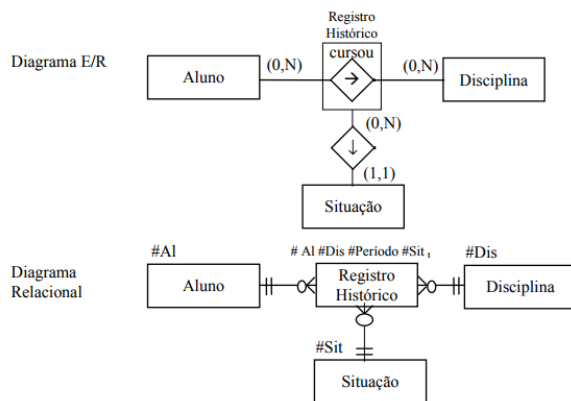 Registro
Histórico
cursou
Diagrama E/R
Aluno
(0,N)
→
(0,N)
Disciplina
(0,N)
↓
(1,1)
Situação
#Al
# Al #Dis #Período #Sit t
#Dis
Diagrama
Relacional
Aluno
Registro
Histórico
Disciplina
#Sit
Situação